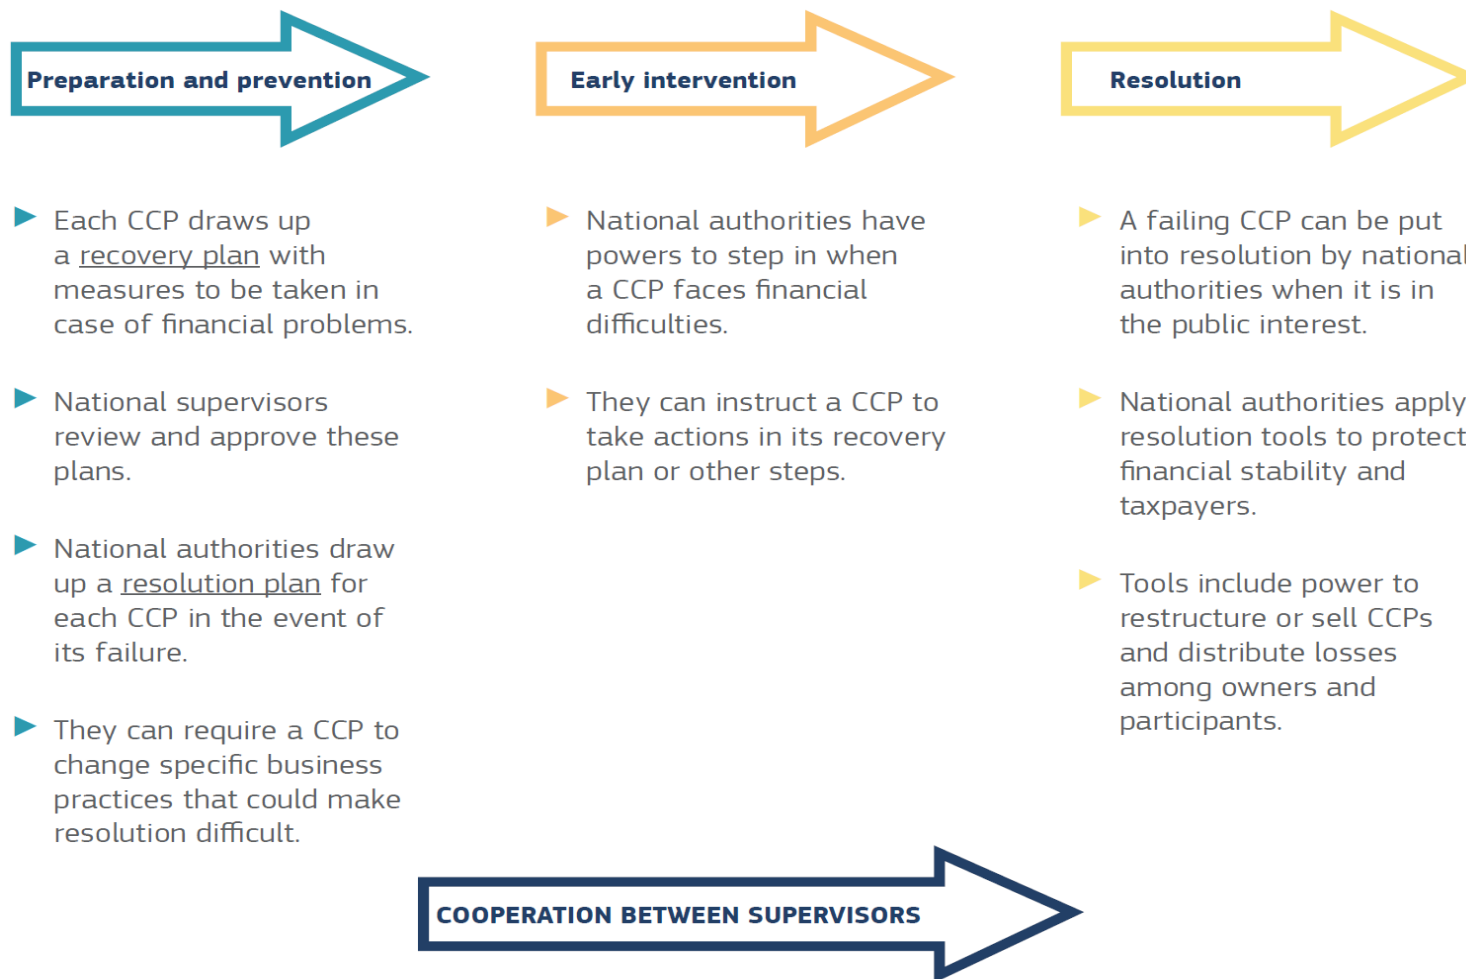 Preparation and prevention
Each CCP draws up
a recovery plan with
measures to be taken in
case of financial problems.
National supervisors
review and approve these
plans.
National authorities draw
up a resolution plan for
each CCP in the event of
its failure.
They can require a CCP to
change specific business
practices that could make
resolution difficult.
Early intervention
National authorities have
powers to step in when
a CCP faces financial
difficulties.
They can instruct a CCP to
take actions in its recovery
plan or other steps.
Resolution
A failing CCP can be put
into resolution by national
authorities when it is in
the public interest.
National authorities apply
resolution tools to protect
financial stability and
taxpayers.
Tools include power to
restructure or sell CCPs
and distribute losses
among owners and
participants.
COOPERATION BETWEEN SUPERVISORS